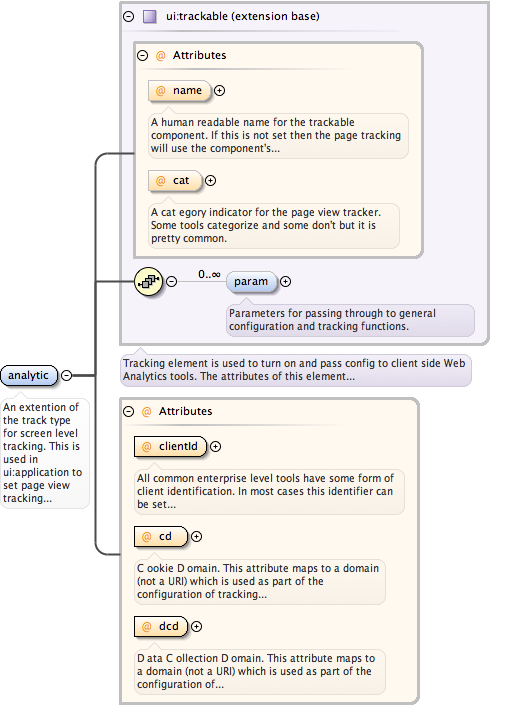 ui:trackable (extension base)
@ Attributes
@ name
A human readable name for the trackable
component. If this is not set then the page tracking
will use the component's...
@ cat
A cat egory indicator for the page view tracker.
Some tools categorize and some don't but it is
pretty common.
0..∞
param
Parameters for passing through to general
configuration and tracking functions.
Tracking element is used to turn on and pass config to client side Web
Analytics tools. The attributes of this element...
analytic
An extention of
the track type
for screen level
tracking. This is
used in
ui:application to
set page view
tracking...
@ Attributes
@ clientId
All common enterprise level tools have some form of
client identification. In most cases this identifier can
be set...
@ cd
C ookie D omain. This attribute maps to a domain
(not a URI) which is used as part of the
configuration of tracking...
@ dcd
D ata C ollection D omain. This attribute maps to
a domain (not a URI) which is used as part of the
configuration of...